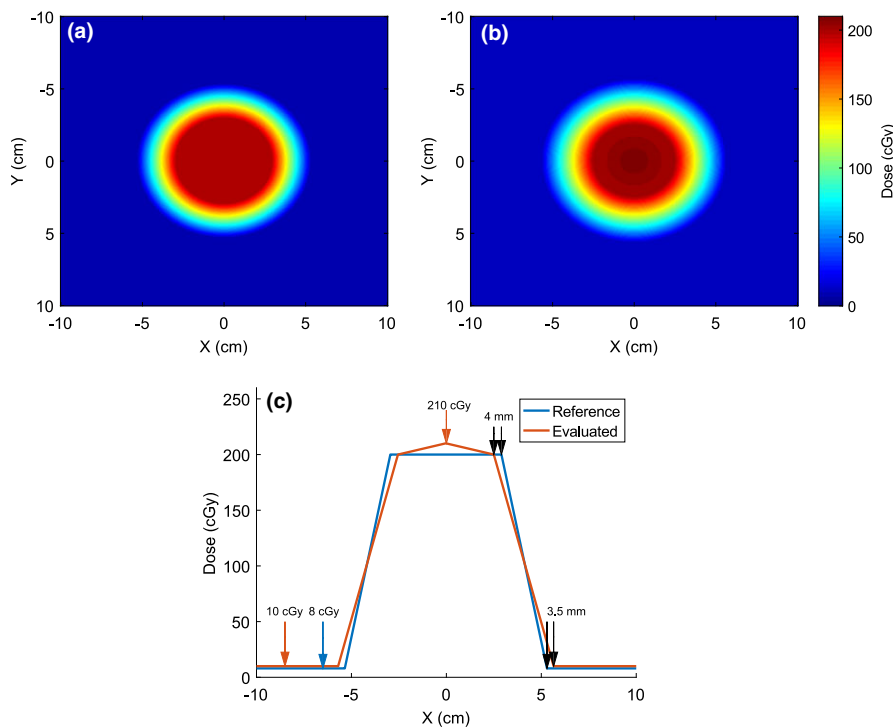 (a)
-10
-5
0
5
10
Y (cm)
-10 -5 0 5 10
X (cm)
(b)
-10
-5
0
5
10
Y (cm)
-10 -5 0 5 10
X (cm)
200
150
100
50
0
Dose (cGy)
(c)
250
200
150
100
50
0
Dose (cGy)
210 cGy
4 mm
Reference
Evaluated
10 cGy 8 cGy
3.5 mm
-10 -5 0 5 10
X (cm)